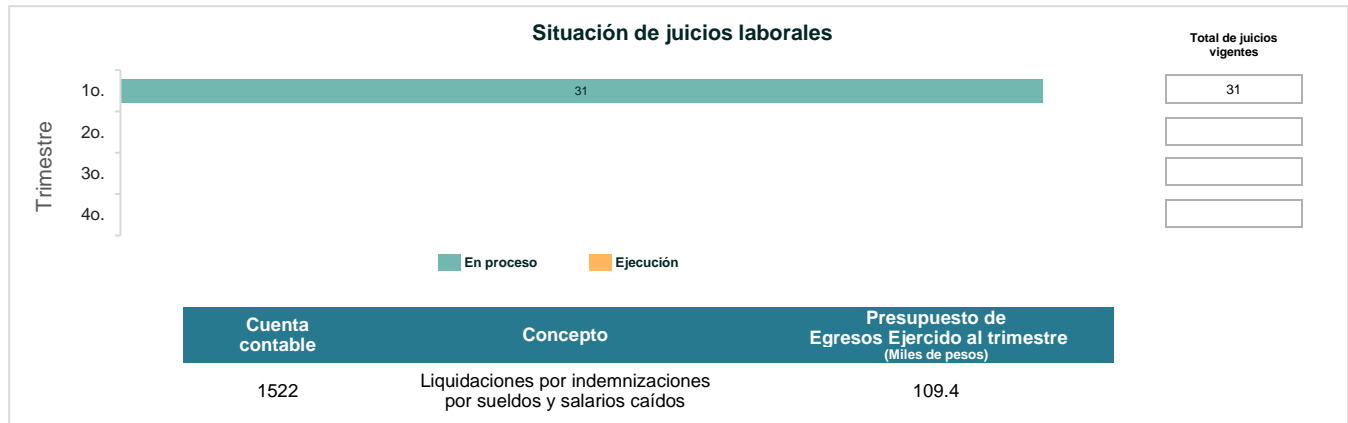 Situación de juicios laborales
Total de juicios
vigentes
Trimestre
1o.
31
31
2o.
3o.
4o.
En proceso
Ejecución
Cuenta
contable
Concepto
Presupuesto de
Egresos Ejercido al trimestre
(Miles de pesos)
1522
Liquidaciones por indemnizaciones
por sueldos y salarios caídos
109.4